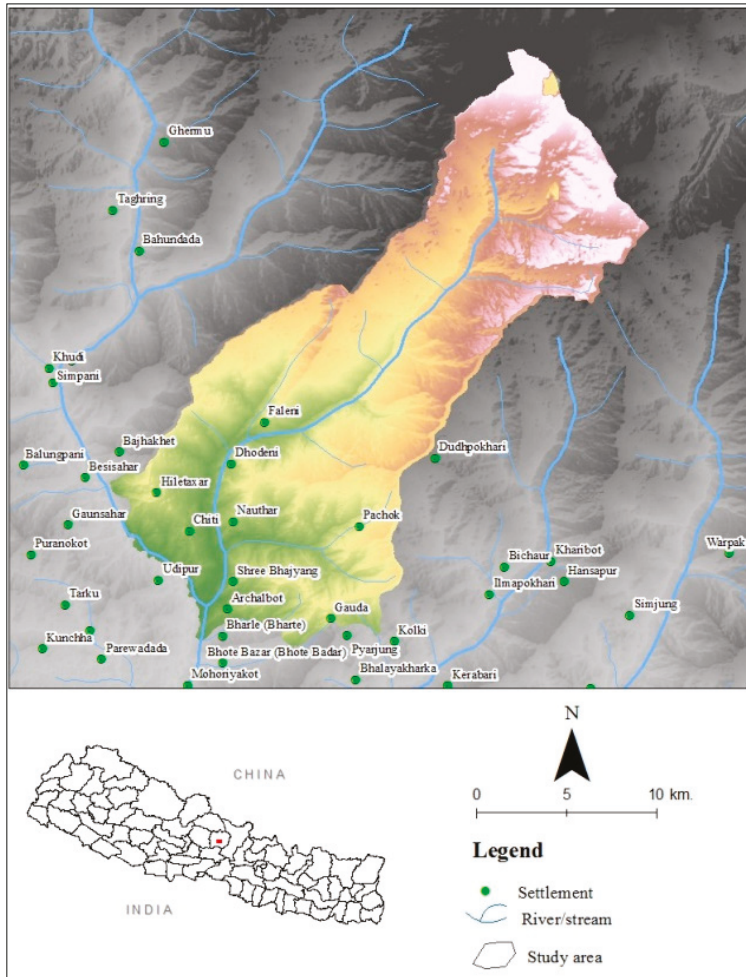 Ghermu
Taghring
Bahundada
Khudi
Simpani
Faleni
Bajhakhet
Balungpani
Dhodeni
Dudhpokhari
Besisahar
Hiletaxar
Gaunsahar
Chiti
Nauthar
Pachok
Puranokot
Bichaur
Kharibot
Warpak
Udipur
Shree Bhajyang
Ilmapokhari
Hansapur
Tarku
Archalbot
Gauda
Simjung
Bharle (Bharte)
Kolki
Kunchha
Parewadada
Bhote Bazar (Bhote Badar)
Pyarjung
Mohoriyakot
Bhalayakharka
Kerabari
CHINA
INDIA
N
0 5 10 km.
Legend
Settlement
River/stream
Study area